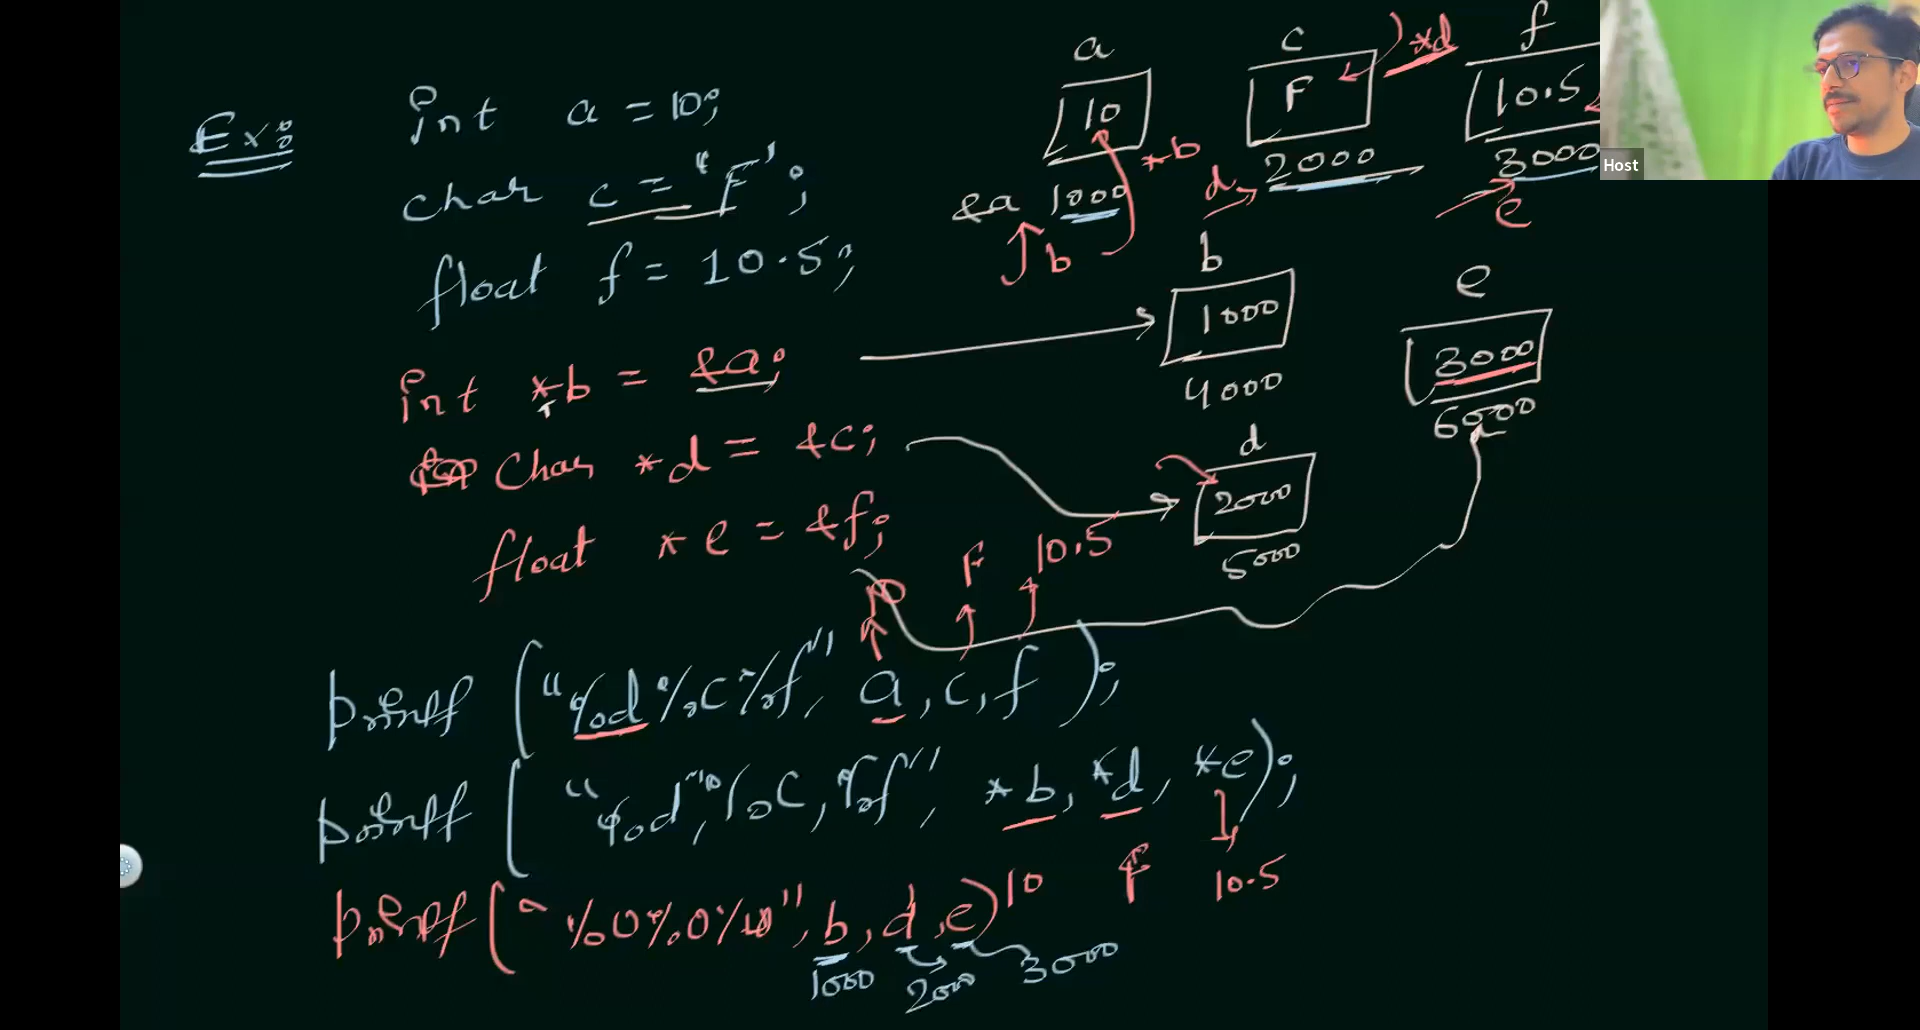 Ex:
int a = 10;
char c = 'F';
float f = 10.5;
int *b = &a;
char *d = &c;
float *e = &f;
printf ("%d %c %f", a, c, f);
printf ("%d, %c, %f", *b, *d, *e);
printf ("%u %u %u", b, d, e)
10 F 10.5
10 F 10.5
1000 2000 3000
a
10
&a 1000
b
*b
c
F
*d
d 2000
f
10.5
3000
e
b
1000
4000
d
2000
5000
e
3000
6000
Host